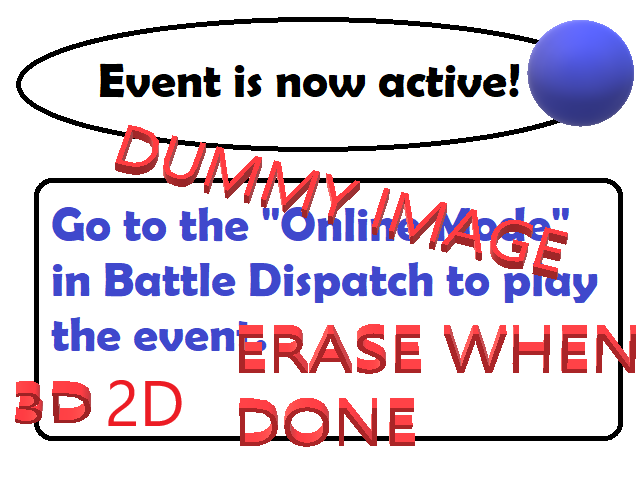 Event is now active!
DUMMY IMAGE
Go to the "Online Mode"
in Battle Dispatch to play
the event.
ERASE WHEN
DONE
3D 2D